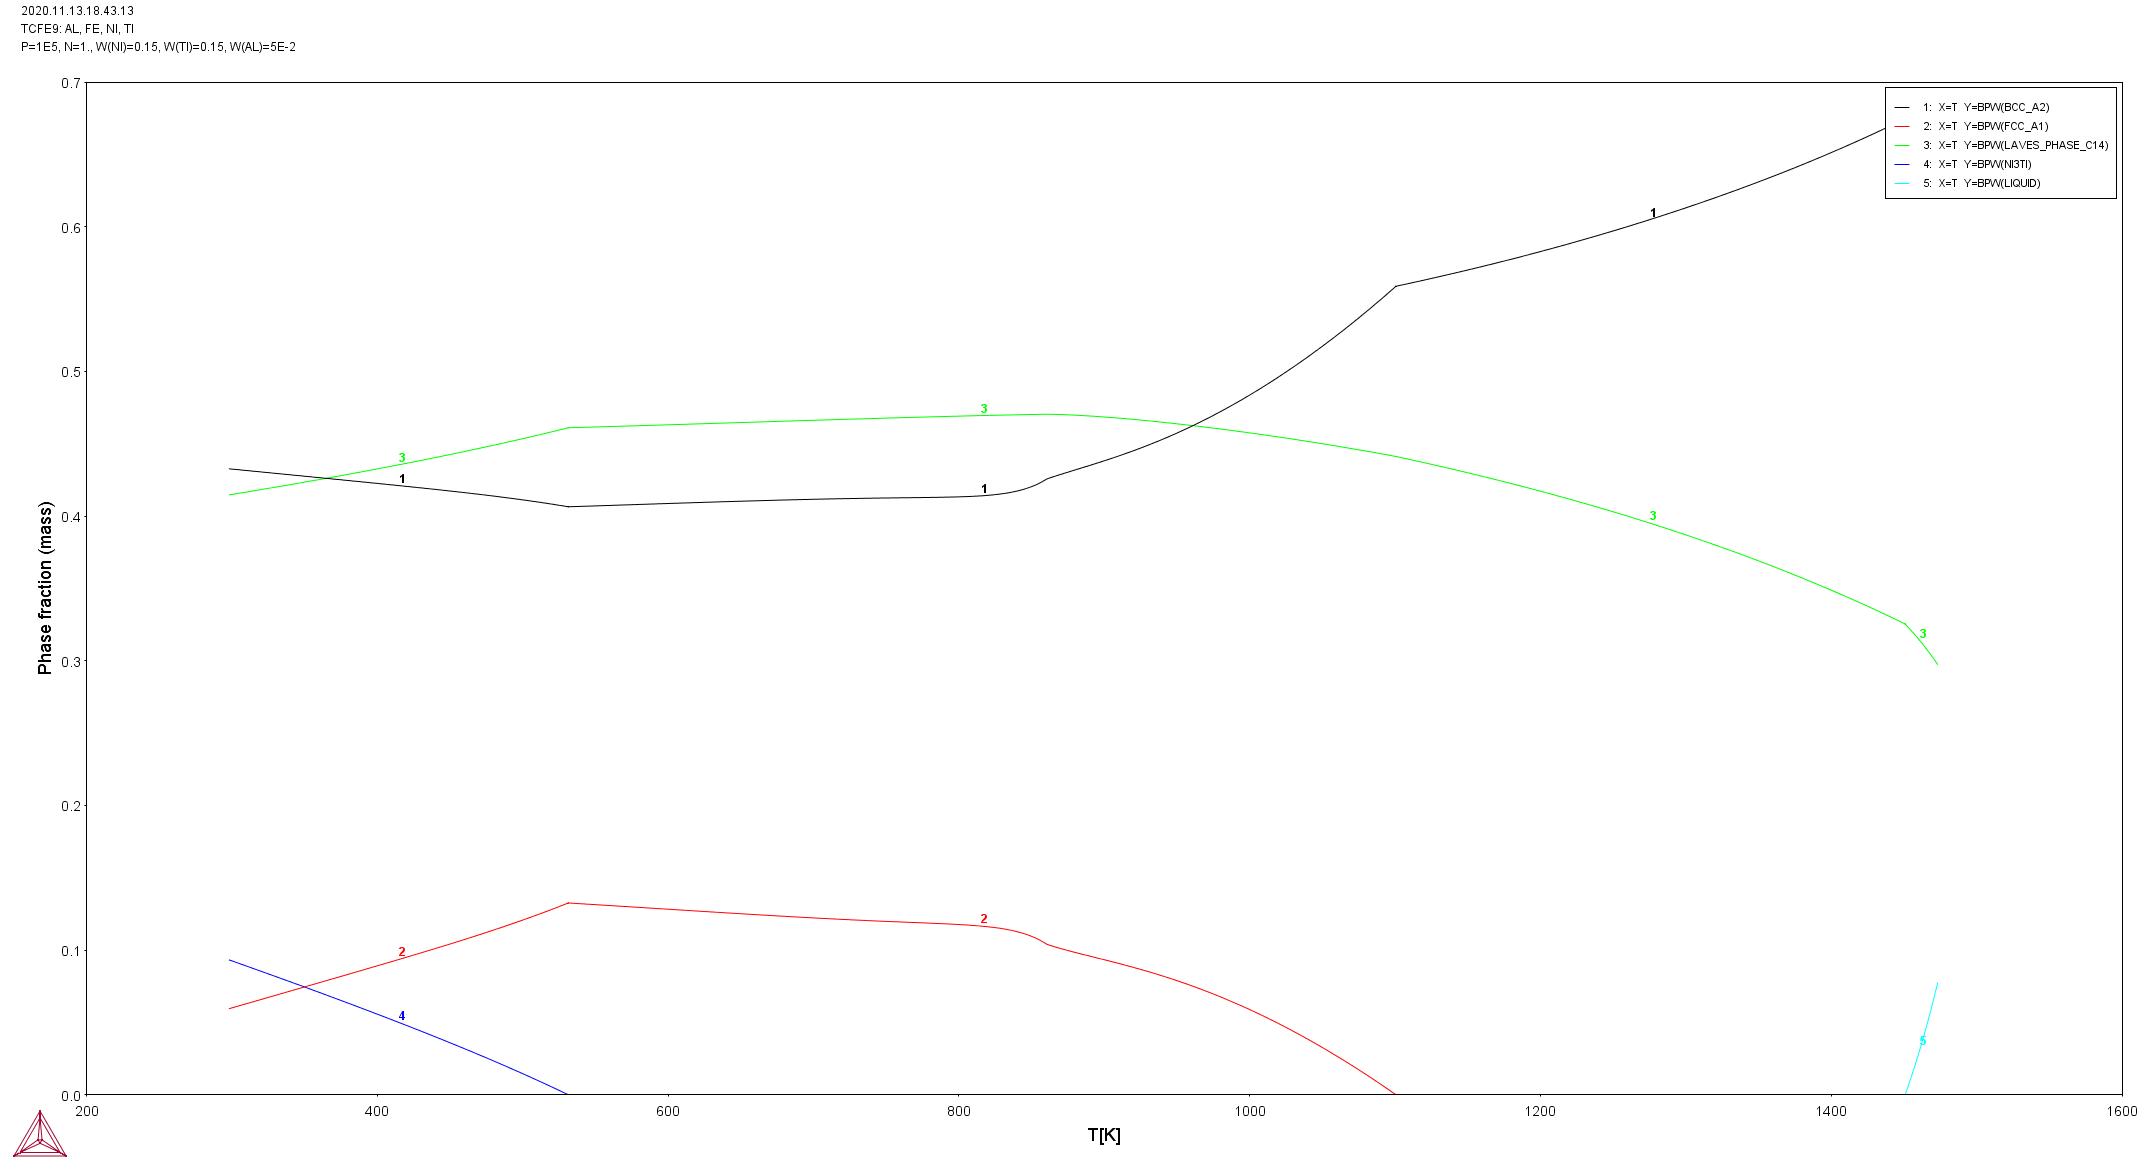 2020.11.13.18.43.13
TCFE9: AL, FE, NI, TI
P=1E5, N=1., W(NI)=0.15, W(TI)=0.15, W(AL)=5E-2
0.7
0.6
0.5
0.4
0.3
0.2
0.1
0.0
Phase fraction (mass)
1: X=T Y=BPW(BCC_A2)
2: X=T Y=BPW(FCC_A1)
3: X=T Y=BPW(LAVES_PHASE_C14)
4: X=T Y=BPW(NI3TI)
5: X=T Y=BPW(LIQUID)
1
3
1
3
1
3
3
2
2
4
5
200 400 600 800 1000 1200 1400 1600
T[K]